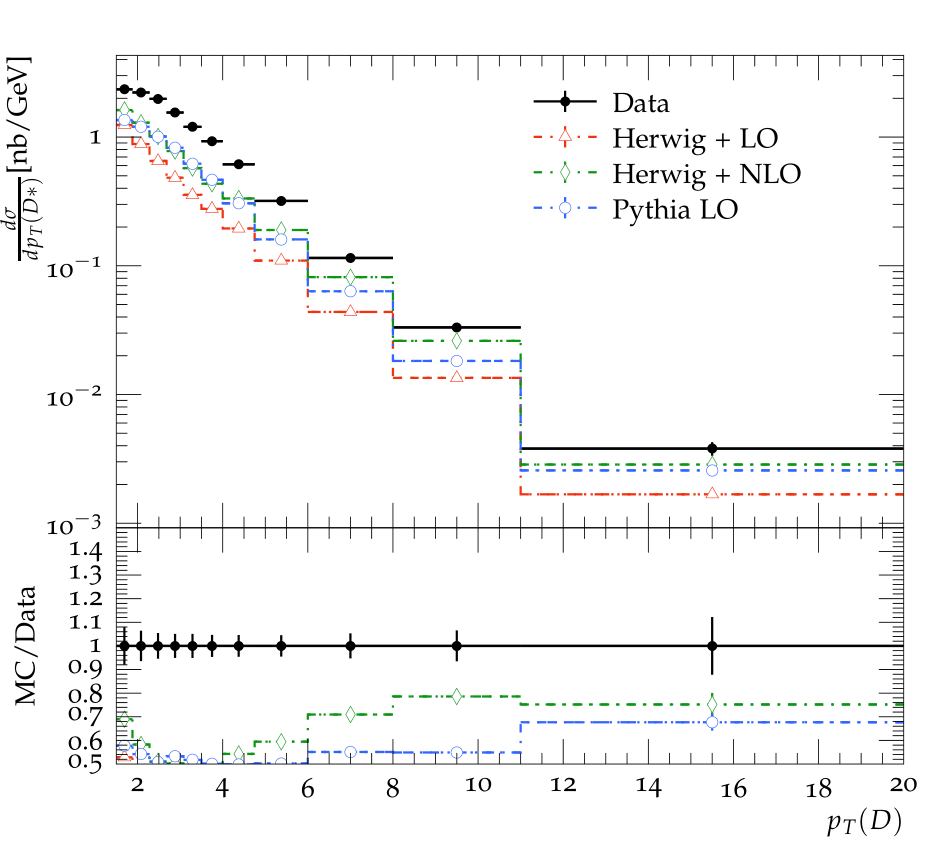 dσ/dp_T(D*) [nb/GeV]
1
10⁻¹
10⁻²
10⁻³
Data
Herwig + LO
Herwig + NLO
Pythia LO
MC/Data
1.4
1.3
1.2
1.1
1
0.9
0.8
0.7
0.6
0.5
2 4 6 8 10 12 14 16 18 20
p_T(D)